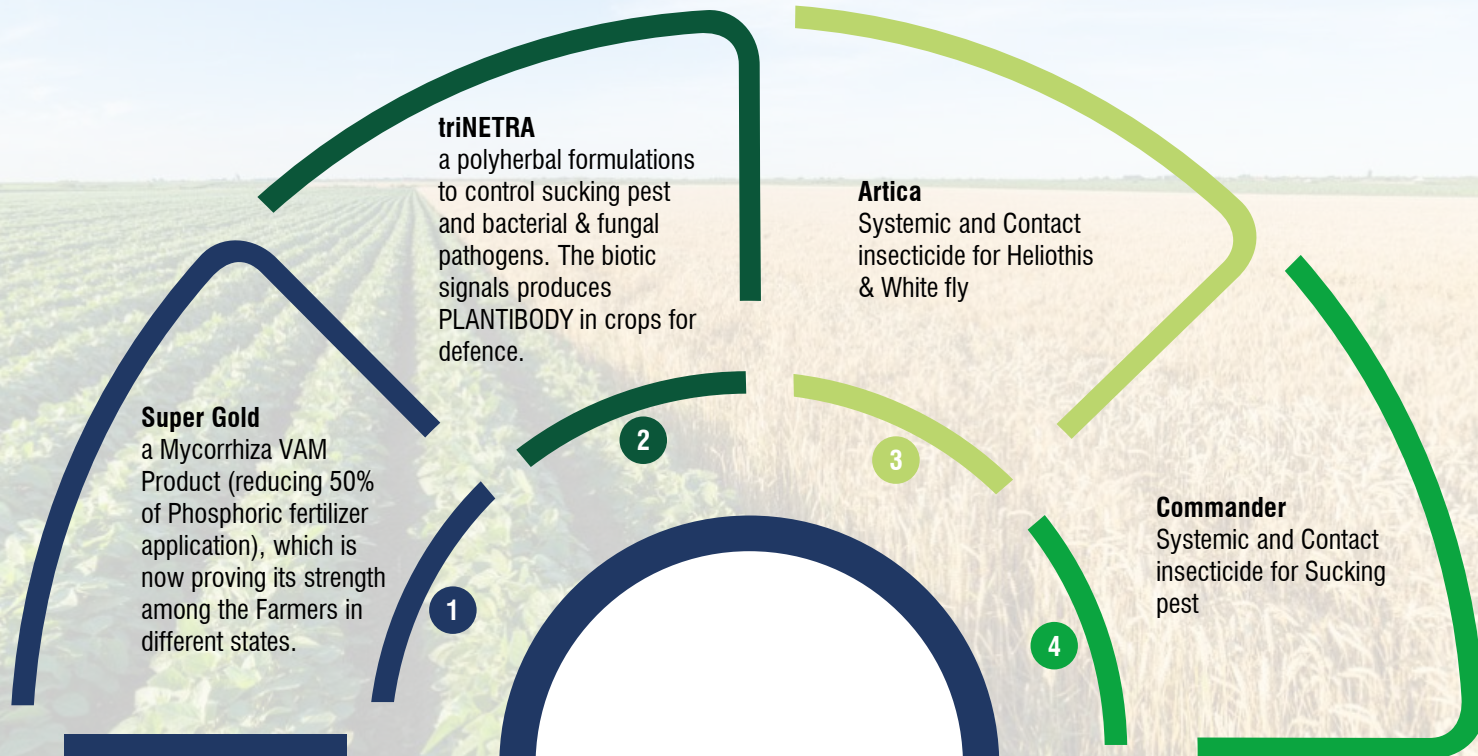 Super Gold
a Mycorrhiza VAM
Product (reducing 50%
of Phosphoric fertilizer
application), which is
now proving its strength
among the Farmers in
different states.
1
triNETRA
a polyherbal formulations
to control sucking pest
and bacterial & fungal
pathogens. The biotic
signals produces
PLANTIBODY in crops for
defence.
2
Artica
Systemic and Contact
insecticide for Heliothis
& White fly
3
Commander
Systemic and Contact
insecticide for Sucking
pest
4